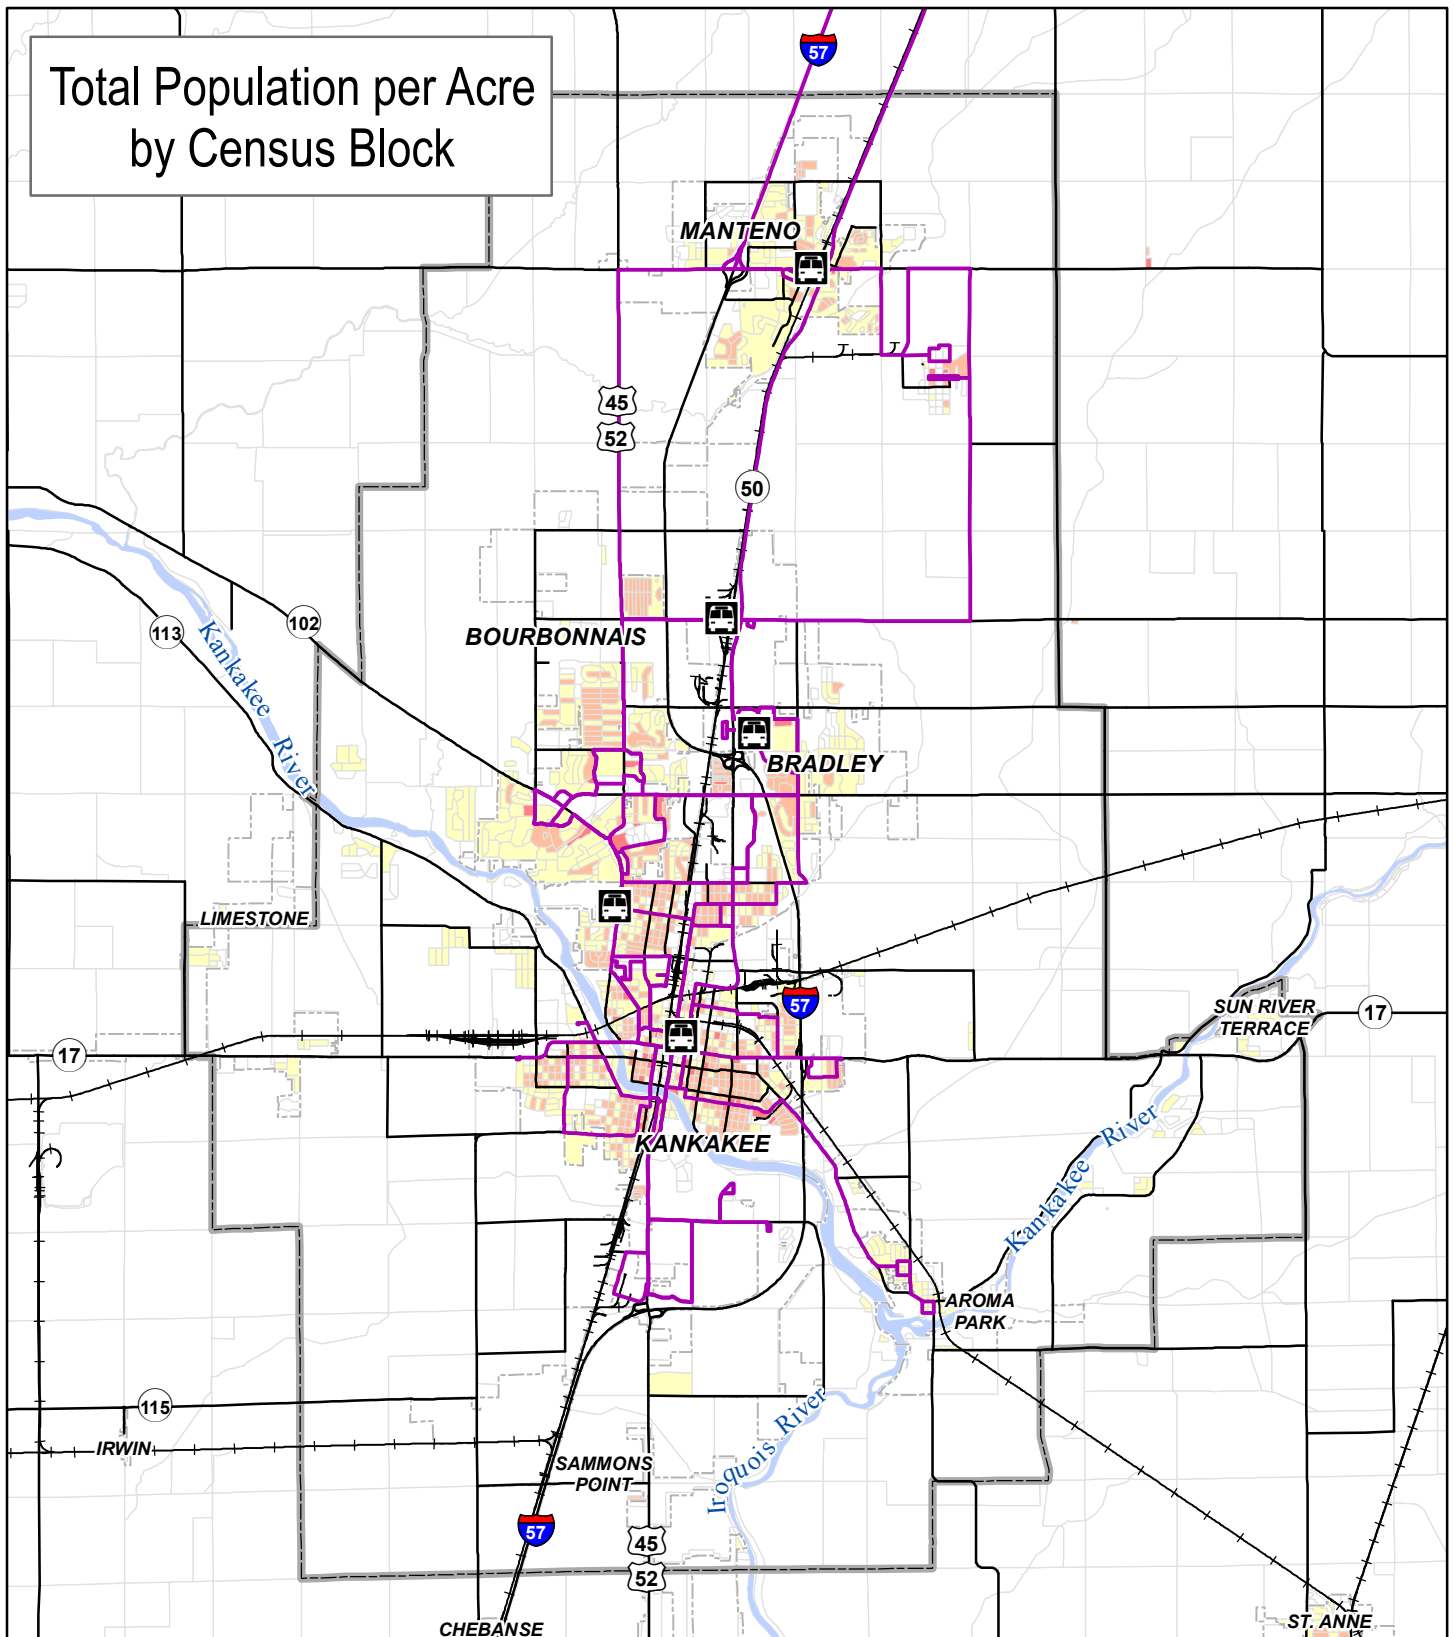 Total Population per Acre
by Census Block
57
MANTENO
45
52
50
BOURBONNAIS
102
113
Kankakee
River
BRADLEY
LIMESTONE
57
SUN RIVER
TERRACE
17
17
KANKAKEE
Kankakee River
AROMA
PARK
115
IRWIN
SAMMONS
POINT
Iroquois River
57
45
52
CHEBANSE
ST. ANNE